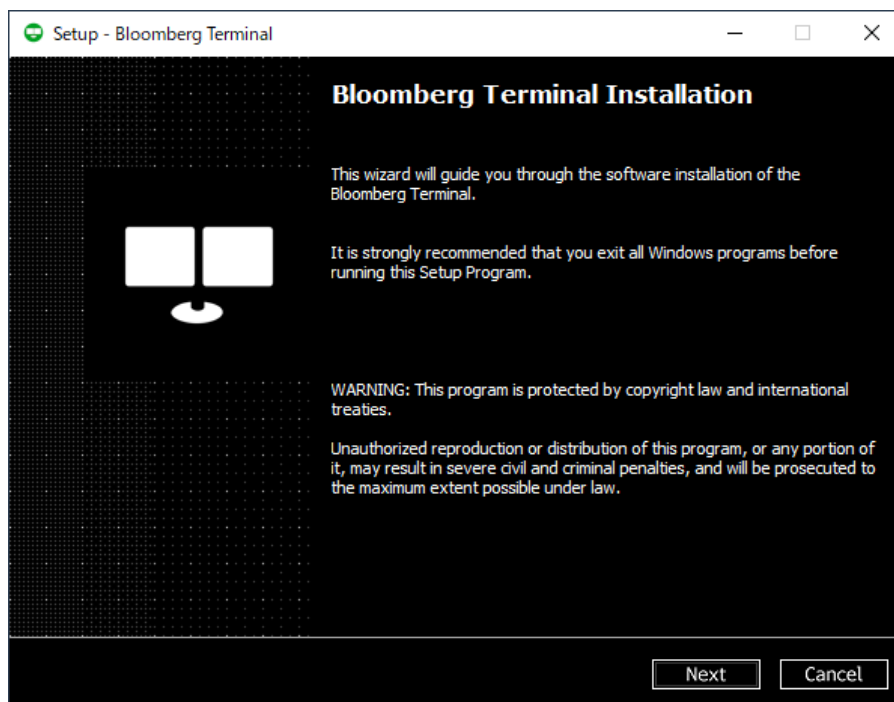 Setup - Bloomberg Terminal
Bloomberg Terminal Installation
This wizard will guide you through the software installation of the
Bloomberg Terminal.
It is strongly recommended that you exit all Windows programs before
running this Setup Program.
WARNING: This program is protected by copyright law and international
treaties.
Unauthorized reproduction or distribution of this program, or any portion of
it, may result in severe civil and criminal penalties, and will be prosecuted to
the maximum extent possible under law.
Next
Cancel